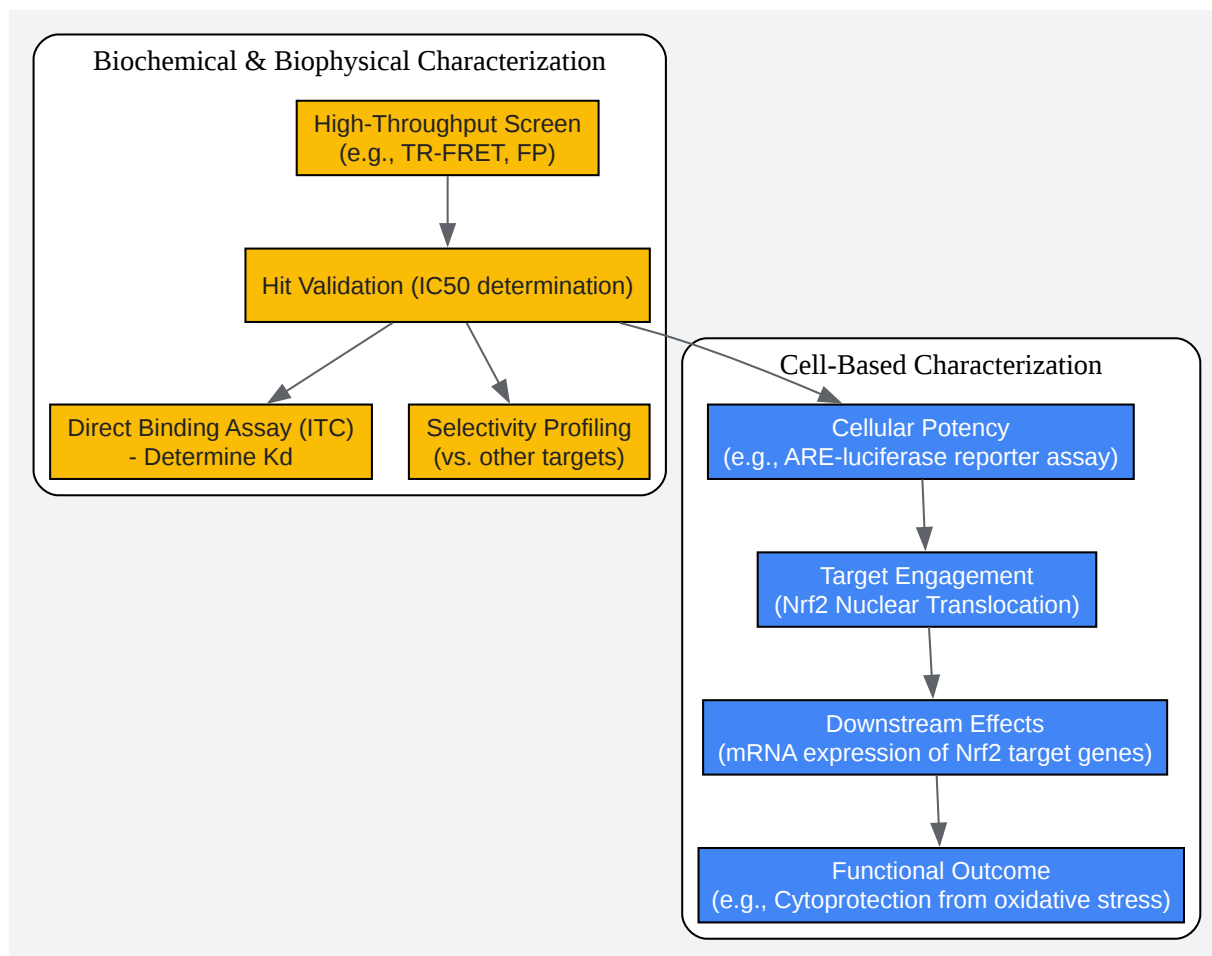 Biochemical & Biophysical Characterization
High-Throughput Screen
(e.g., TR-FRET, FP)
Hit Validation (IC50 determination)
Direct Binding Assay (ITC)
- Determine Kd
Selectivity Profiling
(vs. other targets)
Cell-Based Characterization
Cellular Potency
(e.g., ARE-luciferase reporter assay)
Target Engagement
(Nrf2 Nuclear Translocation)
Downstream Effects
(mRNA expression of Nrf2 target genes)
Functional Outcome
(e.g., Cytoprotection from oxidative stress)